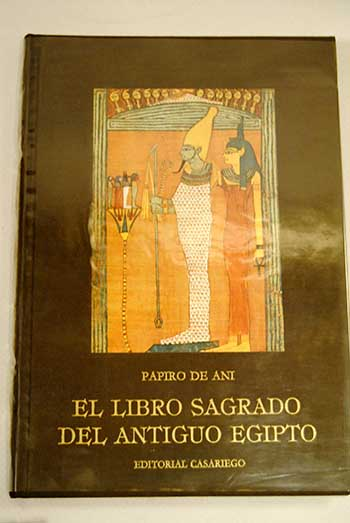 PAPIRO DE ANI
EL LIBRO SAGRADO
DEL ANTIGUO EGIPTO
EDITORIAL CASARIEGO